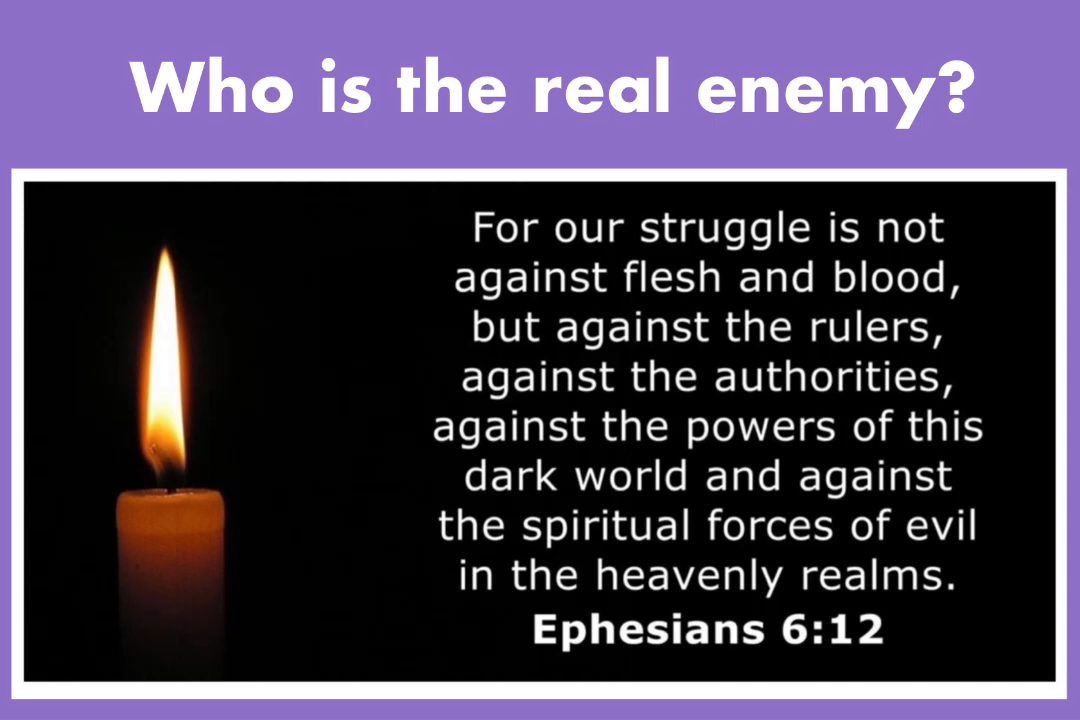 Who is the real enemy?
For our struggle is not
against flesh and blood,
but against the rulers,
against the authorities,
against the powers of this
dark world and against
the spiritual forces of evil
in the heavenly realms.
Ephesians 6:12